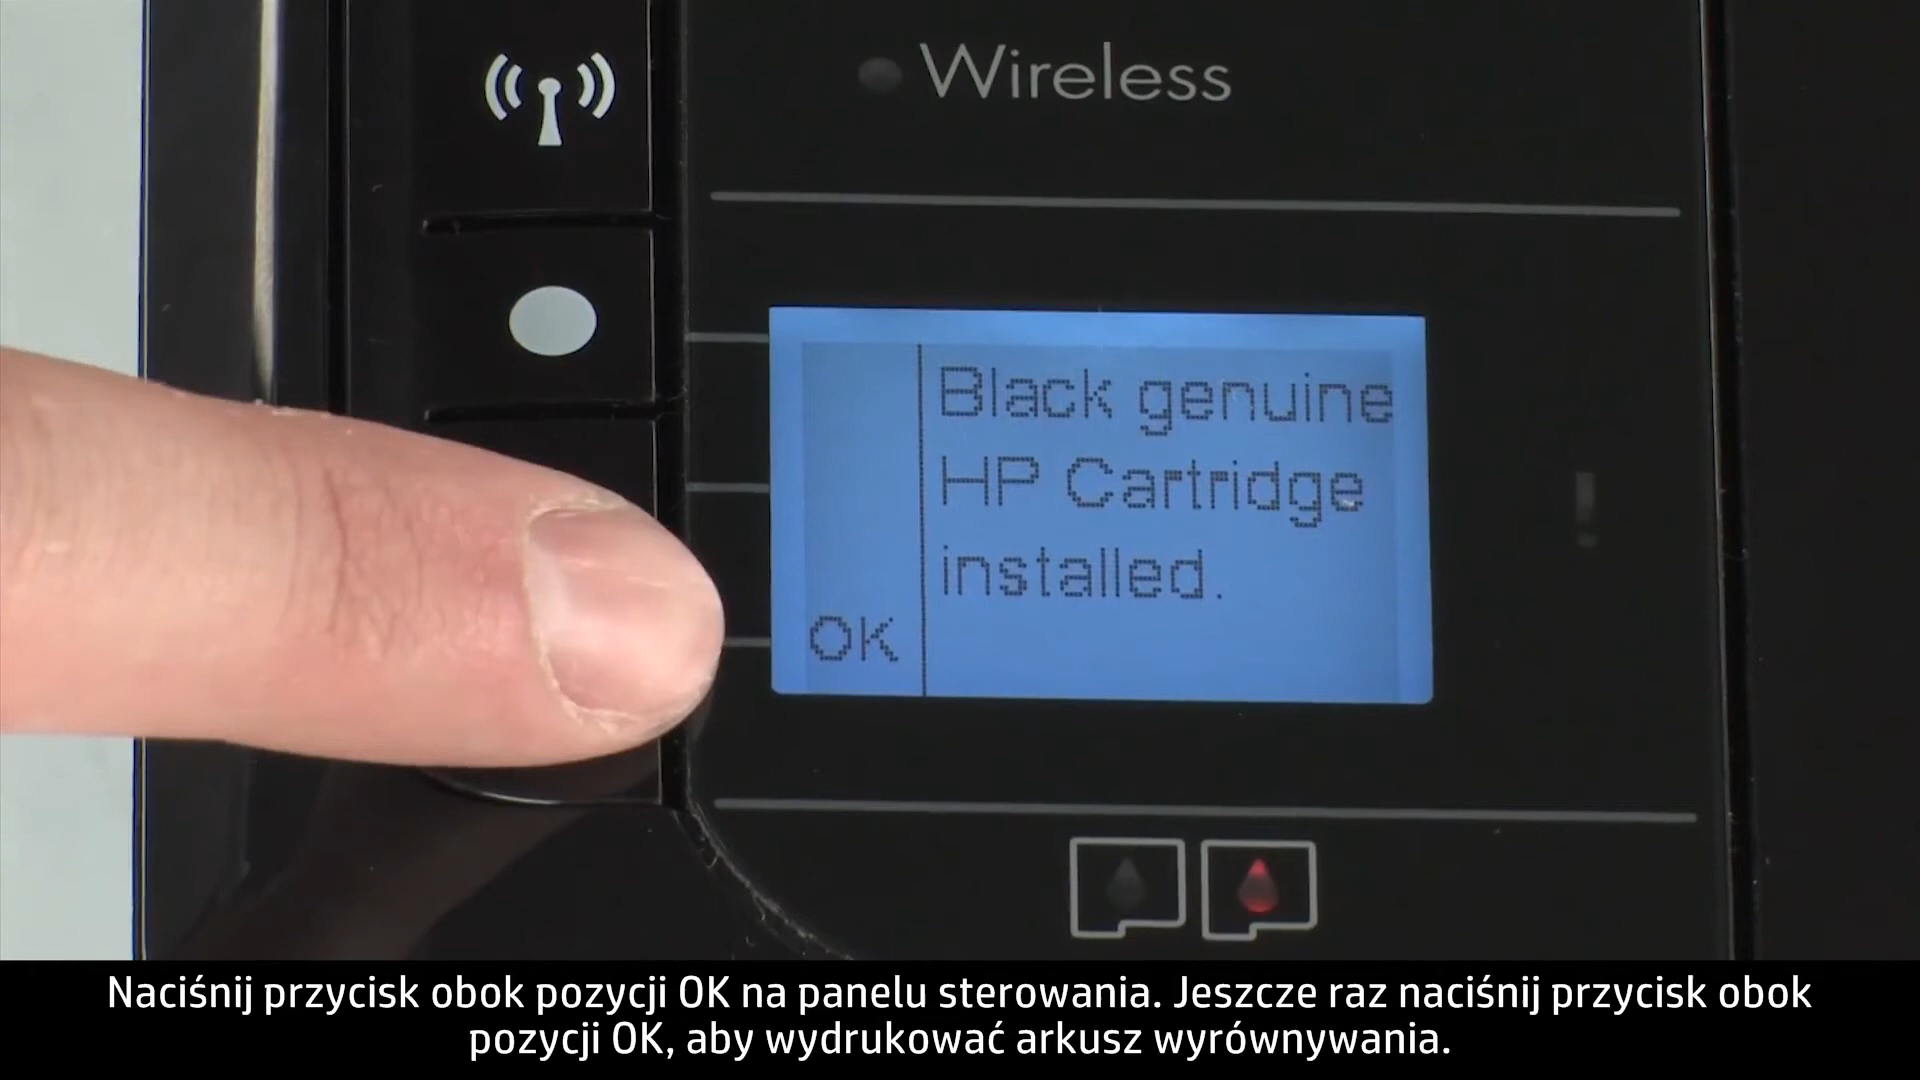 Wireless
Black genuine
HP Cartridge
installed.
OK
Naciśnij przycisk obok pozycji OK na panelu sterowania. Jeszcze raz naciśnij przycisk obok
pozycji OK, aby wydrukować arkusz wyrównywania.